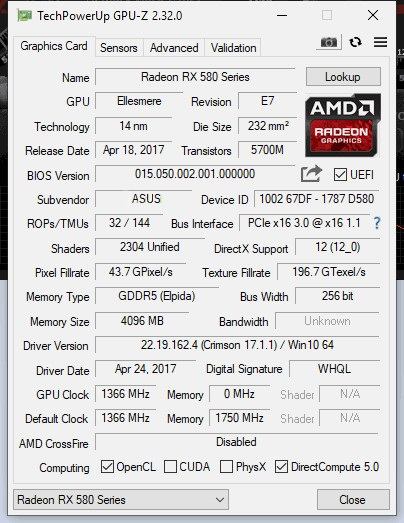 TechPowerUp GPU-Z 2.32.0
Graphics Card Sensors Advanced Validation
Name Radeon RX 580 Series Lookup
GPU Ellesmere Revision E7
Technology 14 nm Die Size 232 mm²
Release Date Apr 18, 2017 Transistors 5700M
AMD
RADEON
GRAPHICS
BIOS Version 015.050.002.001.000000 UEFI
Subvendor ASUS Device ID 1002 67DF - 1787 D580
ROPs/TMUs 32 / 144 Bus Interface PCIe x16 3.0 @ x16 1.1 ?
Shaders 2304 Unified DirectX Support 12 (12_0)
Pixel Fillrate 43.7 GPixel/s Texture Fillrate 196.7 GTexel/s
Memory Type GDDR5 (Elpida) Bus Width 256 bit
Memory Size 4096 MB Bandwidth Unknown
Driver Version 22.19.162.4 (Crimson 17.1.1) / Win10 64
Driver Date Apr 24, 2017 Digital Signature WHQL
GPU Clock 1366 MHz Memory 0 MHz Shader N/A
Default Clock 1366 MHz Memory 1750 MHz Shader N/A
AMD CrossFire Disabled
Computing OpenCL CUDA PhysX DirectCompute 5.0
Radeon RX 580 Series Close